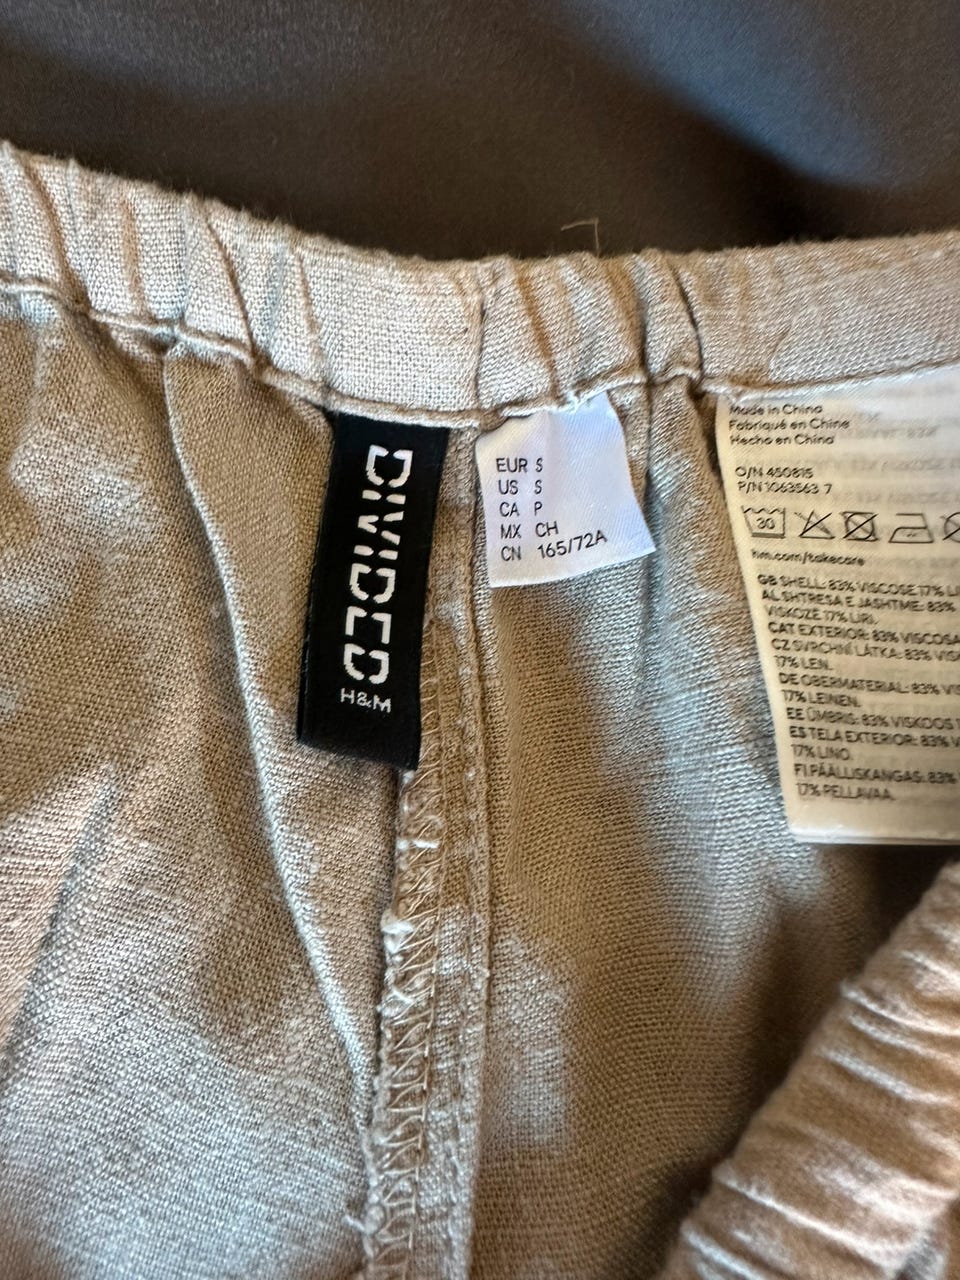 DIVIDED
H&M
EUR S
US S
CA P
MX CH
CN 165/72A
Made in China
Fabriqué en Chine
Hecho en China
O/N 450815
P/N 1063563 7
30
hm.com/takecare
GB SHELL: 83% VISCOSE 17% LI
AL SHTRESA E JASHTME: 83%
VISKOZE 17% LIRI.
CAT EXTERIOR: 83% VISCOSA
CZ SVRCHNÍ LÁTKA: 83% VIS
17% LEN.
DE OBERMATERIAL: 83% VIS
17% LEINEN.
EE ÜMBRIS: 83% VISKOOS 1
ES TELA EXTERIOR: 83% V
17% LINO.
FI PÄÄLLISKANGAS: 83%
17% PELLAVAA.